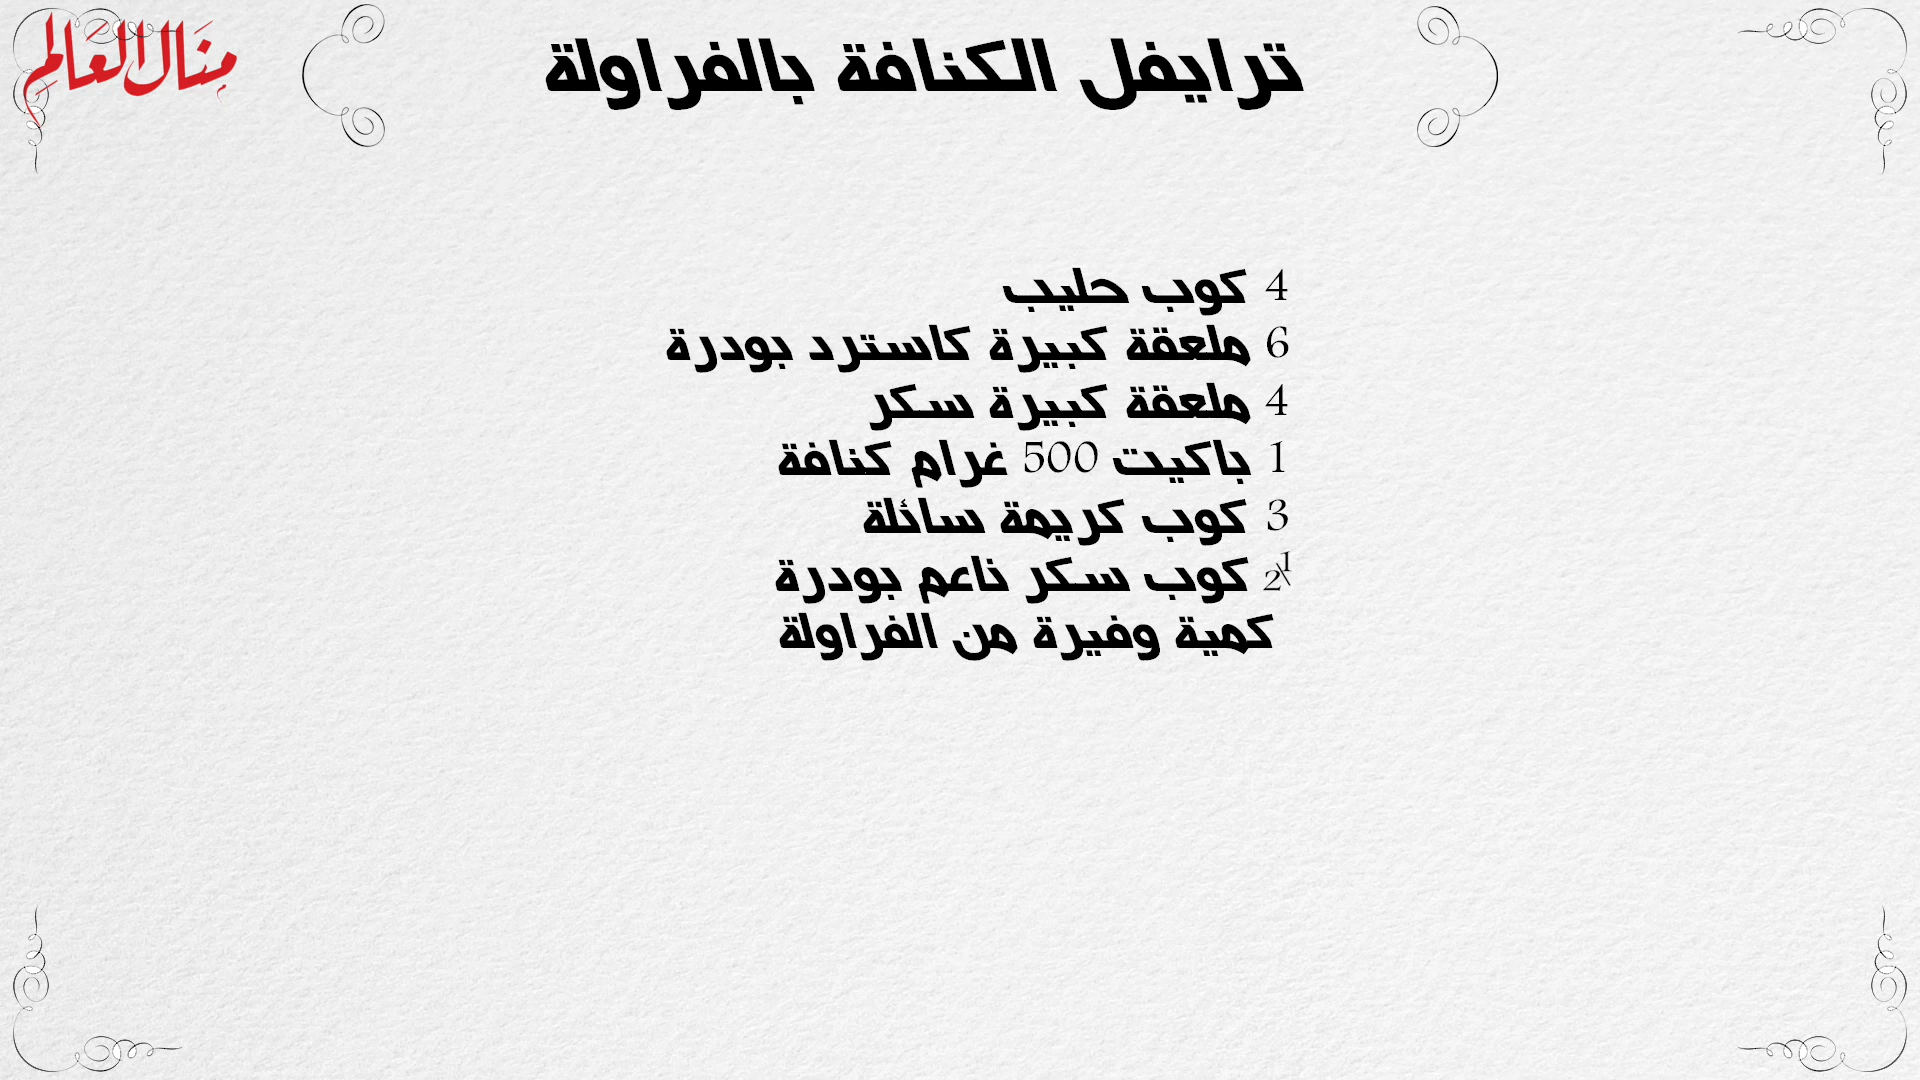 منال العالم
ترايفل الكنافة بالفراولة
4 كوب حليب
6 ملعقة كبيرة كاسترد بودرة
4 ملعقة كبيرة سكر
1 باكيت 500 غرام كنافة
3 كوب كريمة سائلة
1\2 كوب سكر ناعم بودرة
كمية وفيرة من الفراولة